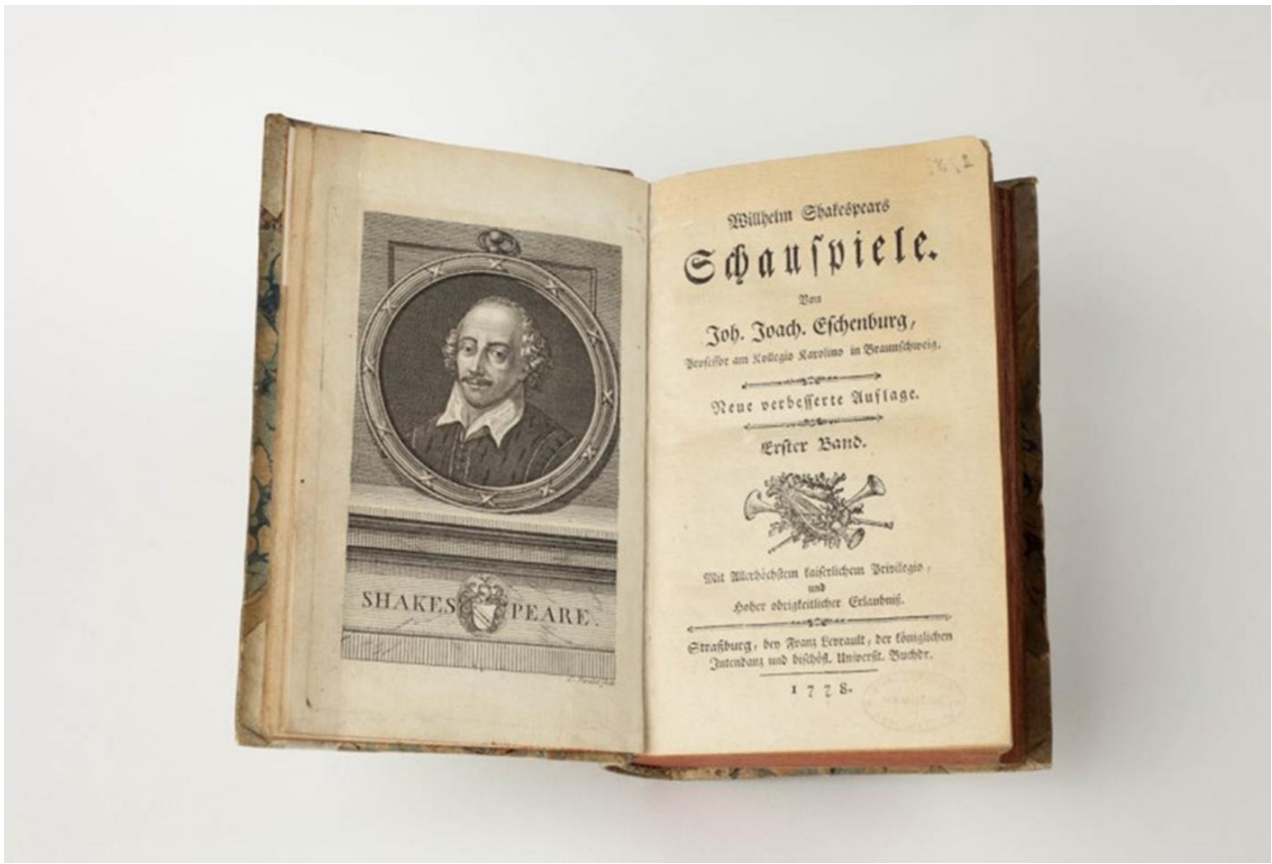 SHAKESPEARE.
Willhelm Shakespears
Schauspiele.
Von
Joh. Joach. Eschenburg,
Professor am Kollegio Karolino in Braunschweig.
Neue verbesserte Auflage.
Erster Band.
Mit Allerhöchstem kaiserlichem Privilegio,
und
Hoher obrigkeitlicher Erlaubniß.
Straßburg, bey Franz Levrault, der königlichen
Intendanz und bischöfl. Universit. Buchdr.
1778.